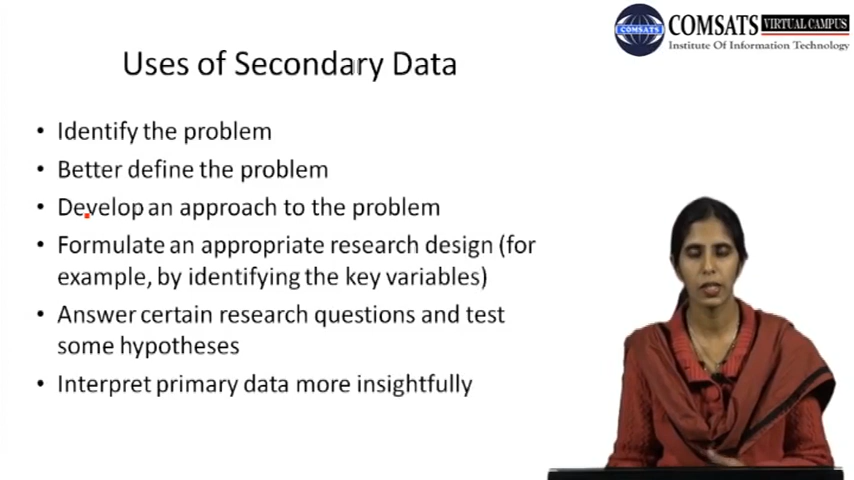 COMSATS VIRTUAL CAMPUS
Institute Of Information Technology
COMSATS
Uses of Secondary Data
• Identify the problem
• Better define the problem
• Develop an approach to the problem
• Formulate an appropriate research design (for
example, by identifying the key variables)
• Answer certain research questions and test
some hypotheses
• Interpret primary data more insightfully